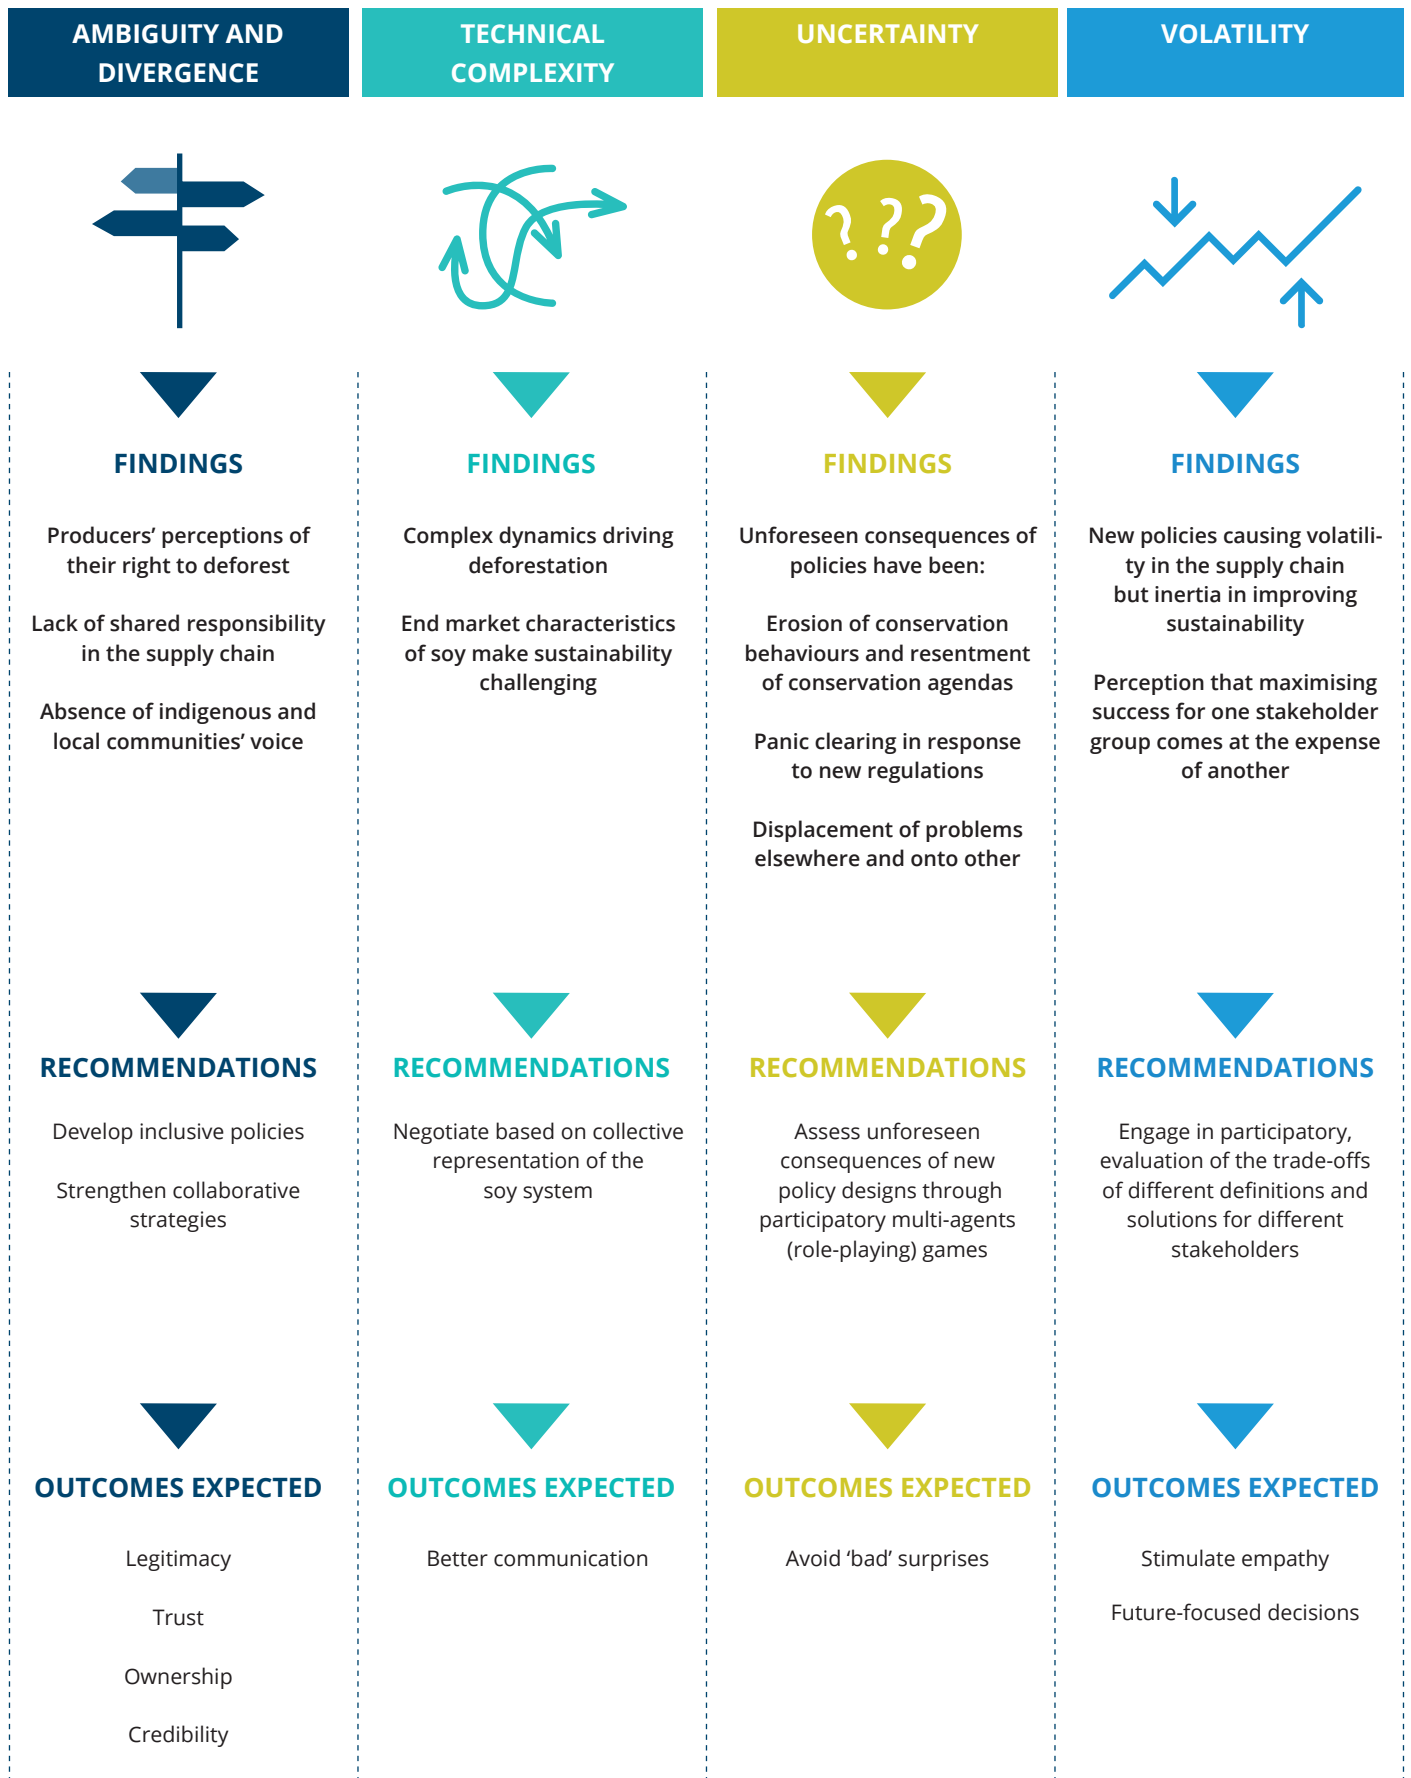 AMBIGUITY AND
DIVERGENCE
TECHNICAL
COMPLEXITY
UNCERTAINTY
VOLATILITY
? ? ?
FINDINGS
Producers’ perceptions of
their right to deforest
Lack of shared responsibility
in the supply chain
Absence of indigenous and
local communities’ voice
FINDINGS
Complex dynamics driving
deforestation
End market characteristics
of soy make sustainability
challenging
FINDINGS
Unforeseen consequences of
policies have been:
Erosion of conservation
behaviours and resentment
of conservation agendas
Panic clearing in response
to new regulations
Displacement of problems
elsewhere and onto other
FINDINGS
New policies causing volatili-
ty in the supply chain
but inertia in improving
sustainability
Perception that maximising
success for one stakeholder
group comes at the expense
of another
RECOMMENDATIONS
Develop inclusive policies
Strengthen collaborative
strategies
RECOMMENDATIONS
Negotiate based on collective
representation of the
soy system
RECOMMENDATIONS
Assess unforeseen
consequences of new
policy designs through
participatory multi-agents
(role-playing) games
RECOMMENDATIONS
Engage in participatory,
evaluation of the trade-offs
of different definitions and
solutions for different
stakeholders
OUTCOMES EXPECTED
Legitimacy
Trust
Ownership
Credibility
OUTCOMES EXPECTED
Better communication
OUTCOMES EXPECTED
Avoid ‘bad’ surprises
OUTCOMES EXPECTED
Stimulate empathy
Future-focused decisions